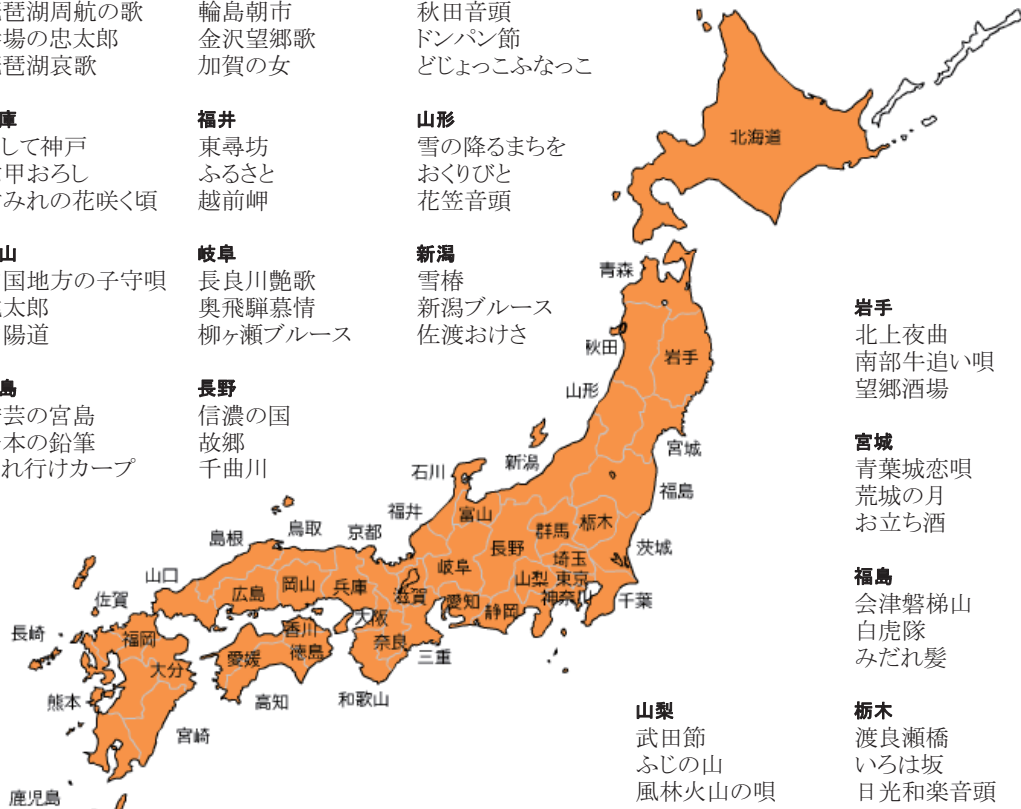 琵琶湖周航の歌
場の忠太郎
琵琶湖哀歌
庫
して神戸
甲おろし
みれの花咲く頃
山
国地方の子守唄
太郎
陽道
島
芸の宮島
本の鉛筆
れ行けカープ
輪島朝市
金沢望郷歌
加賀の女
福井
東尋坊
ふるさと
越前岬
岐阜
長良川艶歌
奥飛騨慕情
柳ヶ瀬ブルース
長野
信濃の国
故郷
千曲川
秋田音頭
ドンパン節
どじょっこふなっこ
山形
雪の降るまちを
おくりびと
花笠音頭
新潟
雪椿
新潟ブルース
佐渡おけさ
岩手
北上夜曲
南部牛追い唄
望郷酒場
宮城
青葉城恋唄
荒城の月
お立ち酒
福島
会津磐梯山
白虎隊
みだれ髪
山梨
武田節
ふじの山
風林火山の唄
栃木
渡良瀬橋
いろは坂
日光和楽音頭
北海道
青森
秋田
岩手
山形
宮城
新潟
福島
石川
富山
福井
群馬
栃木
長野
茨城
埼玉
岐阜
山梨
東京
神奈川
千葉
愛知
静岡
滋賀
京都
鳥取
島根
山口
広島
岡山
兵庫
大阪
奈良
三重
和歌山
香川
徳島
愛媛
高知
佐賀
長崎
福岡
大分
熊本
宮崎
鹿児島